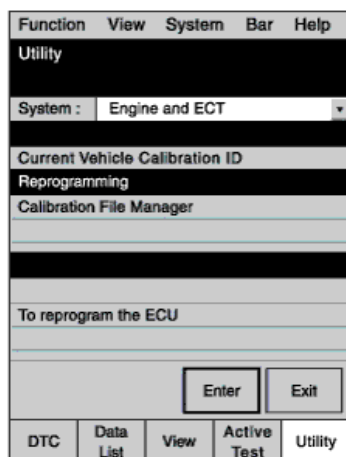 Function View System Bar Help
Utility
System : Engine and ECT
Current Vehicle Calibration ID
Reprogramming
Calibration File Manager
To reprogram the ECU
Enter Exit
DTC Data List View Active Test Utility